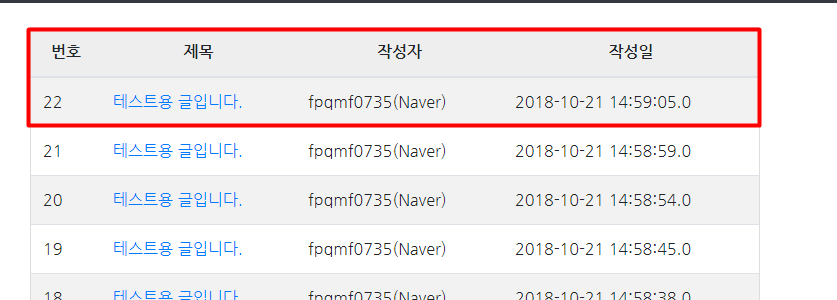 번호 제목 작성자 작성일
22 테스트용 글입니다. fpqmf0735(Naver) 2018-10-21 14:59:05.0
21 테스트용 글입니다. fpqmf0735(Naver) 2018-10-21 14:58:59.0
20 테스트용 글입니다. fpqmf0735(Naver) 2018-10-21 14:58:54.0
19 테스트용 글입니다. fpqmf0735(Naver) 2018-10-21 14:58:45.0
18 테스트용 글입니다. fpqmf0735(Naver) 2018-10-21 14:58:38.0